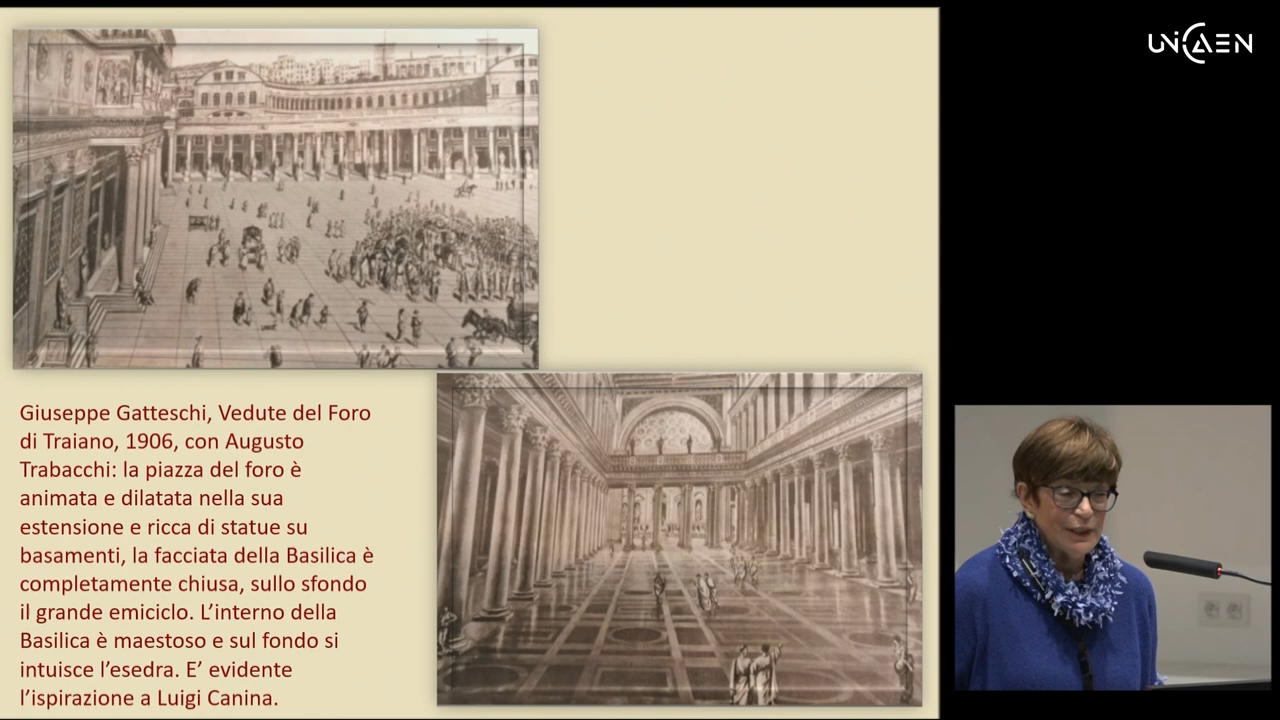 UNICAEN
Giuseppe Gatteschi, Vedute del Foro
di Traiano, 1906, con Augusto
Trabacchi: la piazza del foro è
animata e dilatata nella sua
estensione e ricca di statue su
basamenti, la facciata della Basilica è
completamente chiusa, sullo sfondo
il grande emiciclo. L’interno della
Basilica è maestoso e sul fondo si
intuisce l’esedra. E’ evidente
l’ispirazione a Luigi Canina.